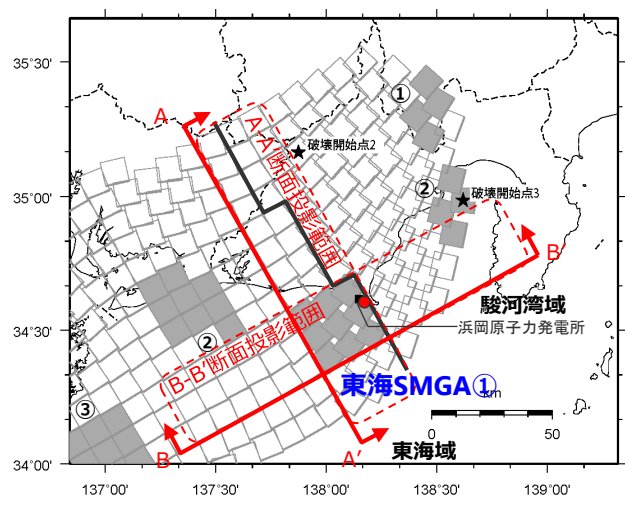 35°30'
35°00'
34°30'
34°00'
137°00'
137°30'
138°00'
138°30'
139°00'
A
A-A'断面投影範囲
破壊開始点2
①
②
破壊開始点3
B'
駿河湾域
浜岡原子力発電所
②
B-B'断面投影範囲
東海SMGA①
km
0
50
③
B
A'
東海域